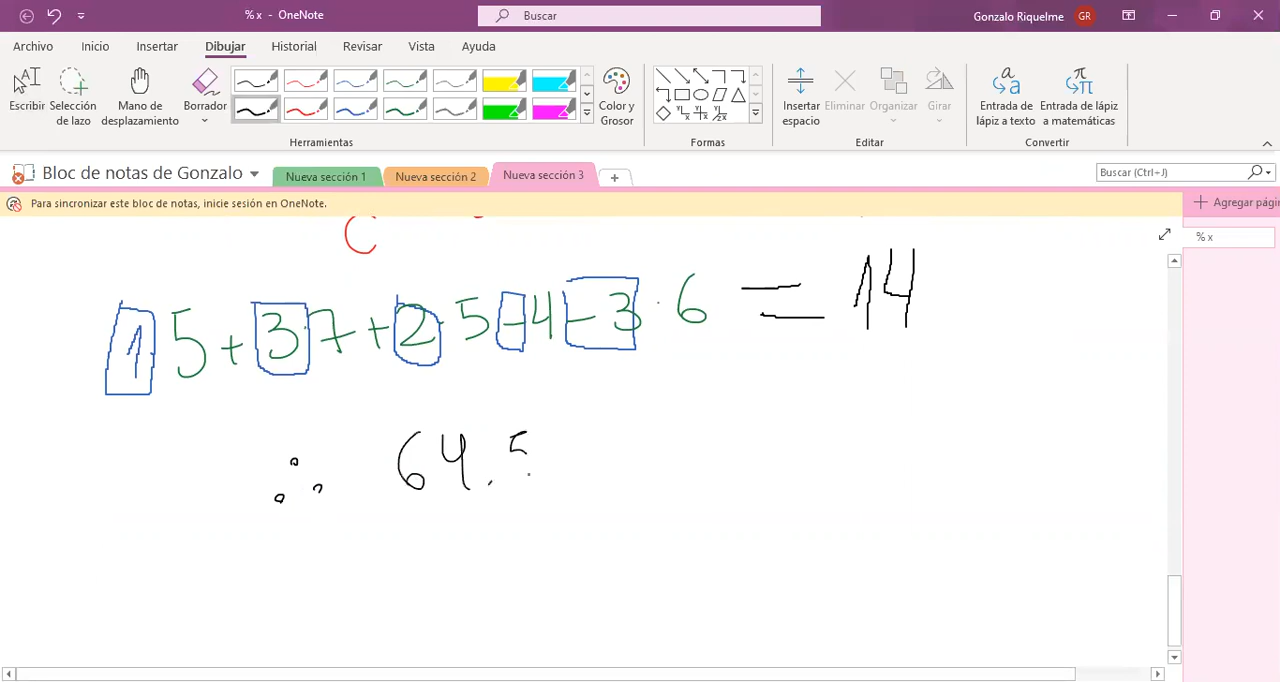 % x - OneNote
Buscar
Gonzalo Riquelme GR
Archivo Inicio Insertar Dibujar Historial Revisar Vista Ayuda
Escribir Selección de lazo Mano de desplazamiento Borrador Color y Grosor Insertar espacio Eliminar Organizar Girar Entrada de lápiz a texto Entrada de lápiz a matemáticas
Herramientas Formas Editar Convertir
Bloc de notas de Gonzalo Nueva sección 1 Nueva sección 2 Nueva sección 3 Buscar (Ctrl+J)
Para sincronizar este bloc de notas, inicie sesión en OneNote. Agregar págin
% x
1 5 + 3·7 + 2·5 - 4 - 3·6 = 14
∴ 64.5